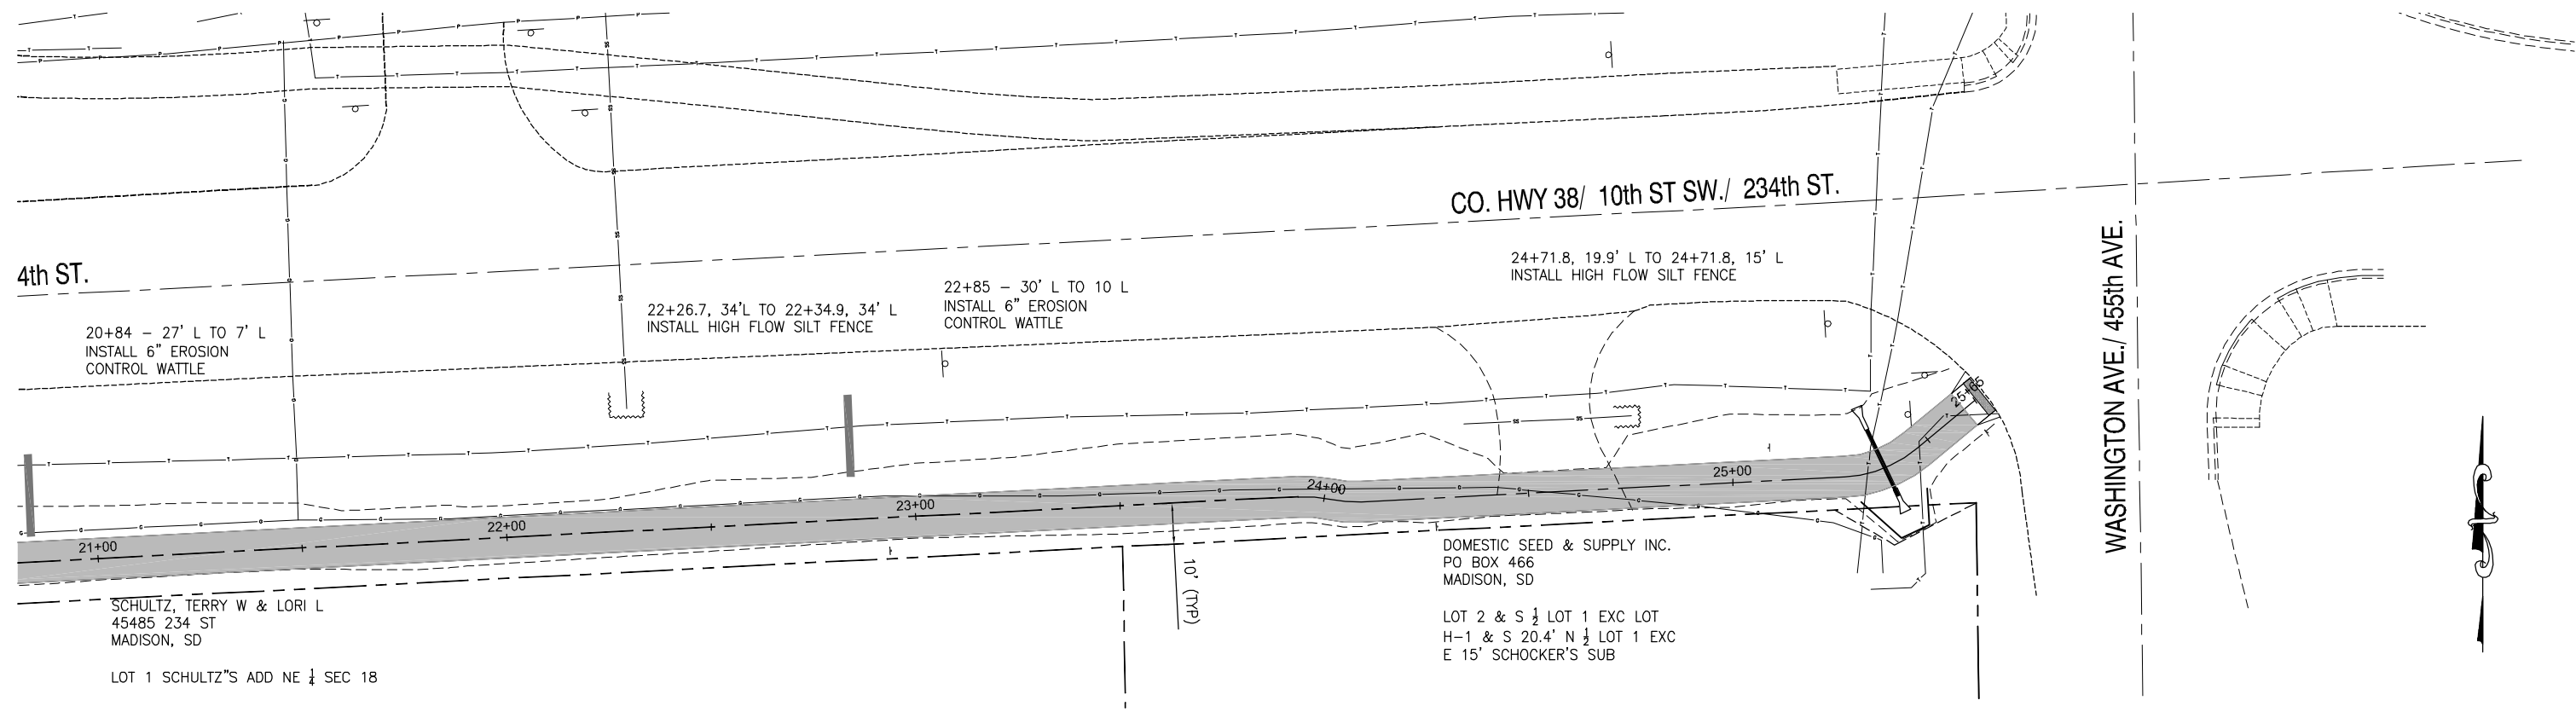 CO. HWY 38/ 10th ST SW./ 234th ST.
4th ST.
WASHINGTON AVE./ 455th AVE.
24+71.8, 19.9' L TO 24+71.8, 15' L
INSTALL HIGH FLOW SILT FENCE
22+85 – 30' L TO 10 L
INSTALL 6" EROSION
CONTROL WATTLE
22+26.7, 34'L TO 22+34.9, 34' L
INSTALL HIGH FLOW SILT FENCE
20+84 – 27' L TO 7' L
INSTALL 6" EROSION
CONTROL WATTLE
21+00
22+00
23+00
24+00
25+00
25+65
10' (TYP)
SCHULTZ, TERRY W & LORI L
45485 234 ST
MADISON, SD
LOT 1 SCHULTZ"S ADD NE 1/4 SEC 18
DOMESTIC SEED & SUPPLY INC.
PO BOX 466
MADISON, SD
LOT 2 & S 1/2 LOT 1 EXC LOT
H-1 & S 20.4' N 1/2 LOT 1 EXC
E 15' SCHOCKER'S SUB